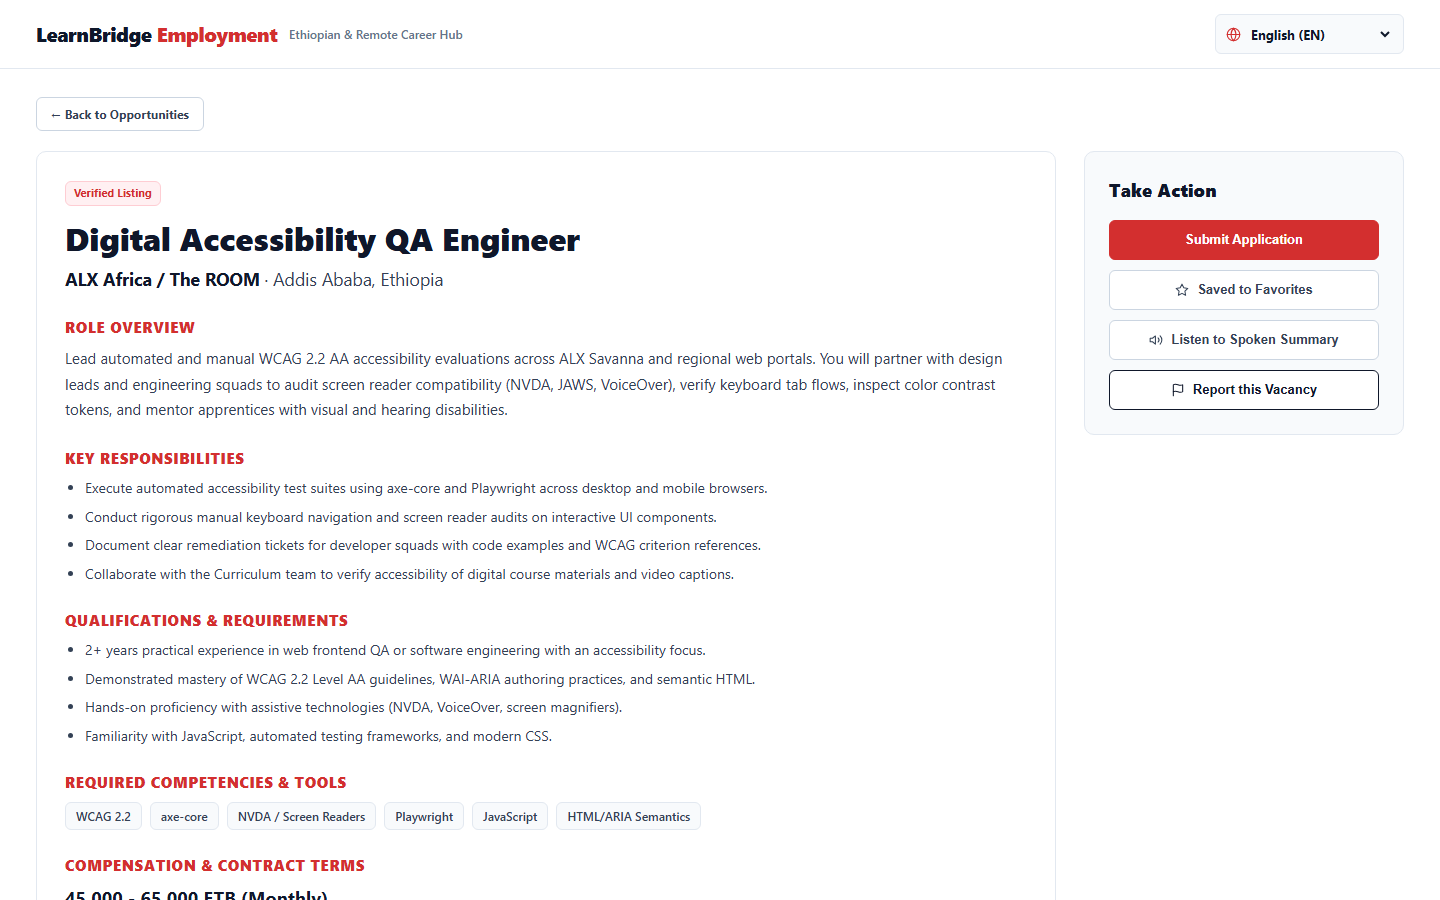 LearnBridge Employment Ethiopian & Remote Career Hub
English (EN)
← Back to Opportunities
Verified Listing
Digital Accessibility QA Engineer
ALX Africa / The ROOM · Addis Ababa, Ethiopia
ROLE OVERVIEW
Lead automated and manual WCAG 2.2 AA accessibility evaluations across ALX Savanna and regional web portals. You will partner with design
leads and engineering squads to audit screen reader compatibility (NVDA, JAWS, VoiceOver), verify keyboard tab flows, inspect color contrast
tokens, and mentor apprentices with visual and hearing disabilities.
KEY RESPONSIBILITIES
• Execute automated accessibility test suites using axe-core and Playwright across desktop and mobile browsers.
• Conduct rigorous manual keyboard navigation and screen reader audits on interactive UI components.
• Document clear remediation tickets for developer squads with code examples and WCAG criterion references.
• Collaborate with the Curriculum team to verify accessibility of digital course materials and video captions.
QUALIFICATIONS & REQUIREMENTS
• 2+ years practical experience in web frontend QA or software engineering with an accessibility focus.
• Demonstrated mastery of WCAG 2.2 Level AA guidelines, WAI-ARIA authoring practices, and semantic HTML.
• Hands-on proficiency with assistive technologies (NVDA, VoiceOver, screen magnifiers).
• Familiarity with JavaScript, automated testing frameworks, and modern CSS.
REQUIRED COMPETENCIES & TOOLS
WCAG 2.2 axe-core NVDA / Screen Readers Playwright JavaScript HTML/ARIA Semantics
COMPENSATION & CONTRACT TERMS
45,000 - 65,000 ETB (Monthly)
Take Action
Submit Application
Saved to Favorites
Listen to Spoken Summary
Report this Vacancy